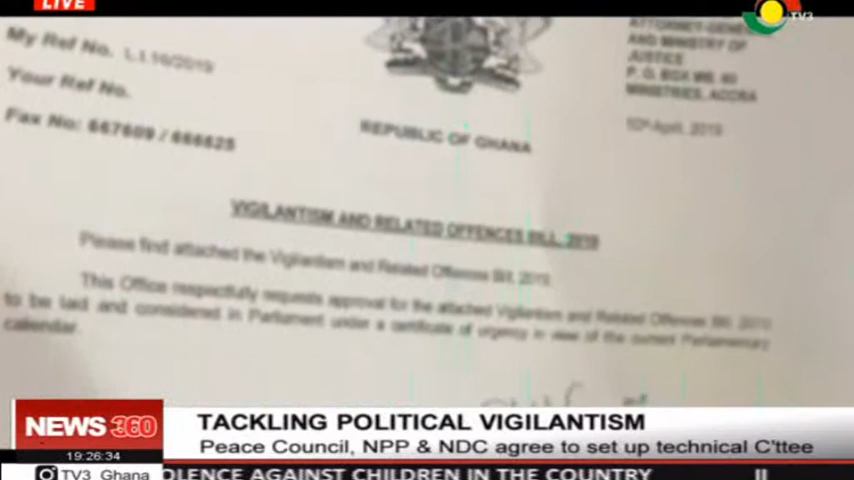 LIVE
TV3
My Ref No. L.I.10/2019
ATTORNEY-GENERAL
AND MINISTRY OF
JUSTICE
P. O. BOX MB. 60
MINISTRIES, ACCRA
Your Ref No.
Fax No: 667609 / 666625
10th April, 2019
REPUBLIC OF GHANA
VIGILANTISM AND RELATED OFFENCES BILL, 2019
Please find attached the Vigilantism and Related Offences Bill, 2019.
This Office respectfully requests approval for the attached Vigilantism and Related Offences Bill, 2019
to be laid and considered in Parliament under a certificate of urgency in view of the current Parliamentary
calendar.
NEWS 360
TACKLING POLITICAL VIGILANTISM
Peace Council, NPP & NDC agree to set up technical C'ttee
19:26:34
TV3_Ghana
OLENCE AGAINST CHILDREN IN THE COUNTRY